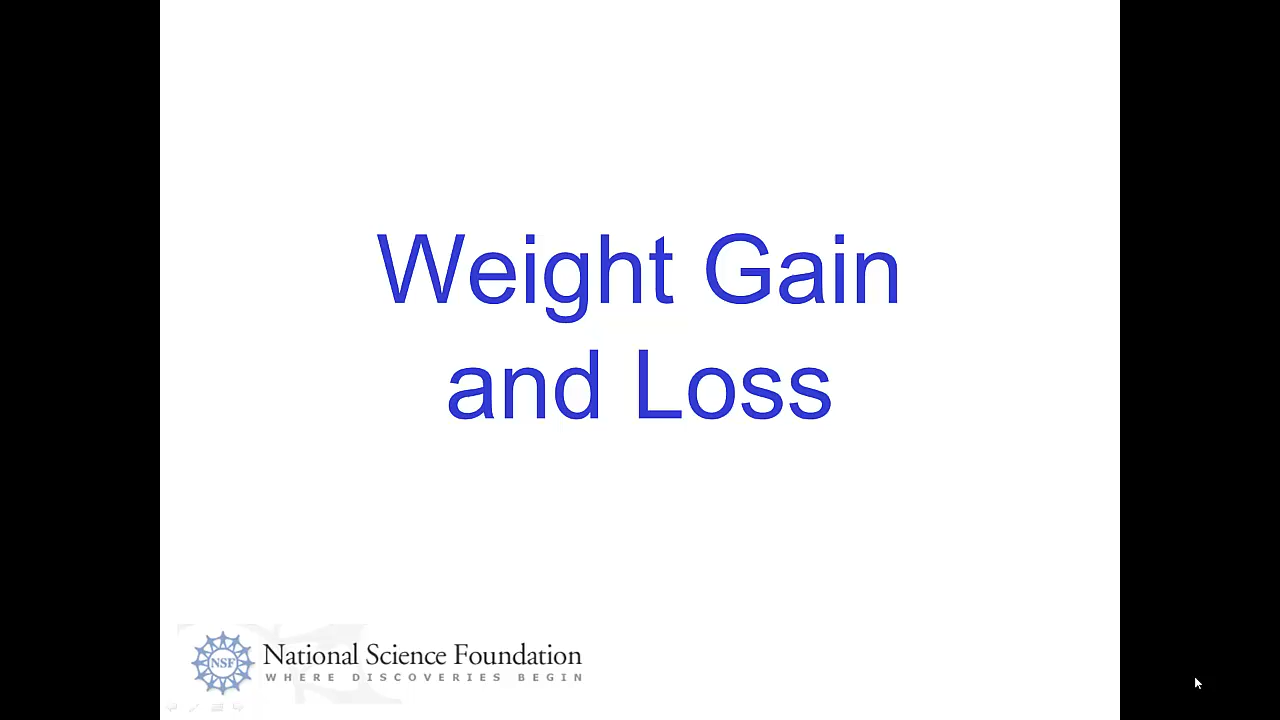 Weight Gain
and Loss
NSF
National Science Foundation
WHERE DISCOVERIES BEGIN